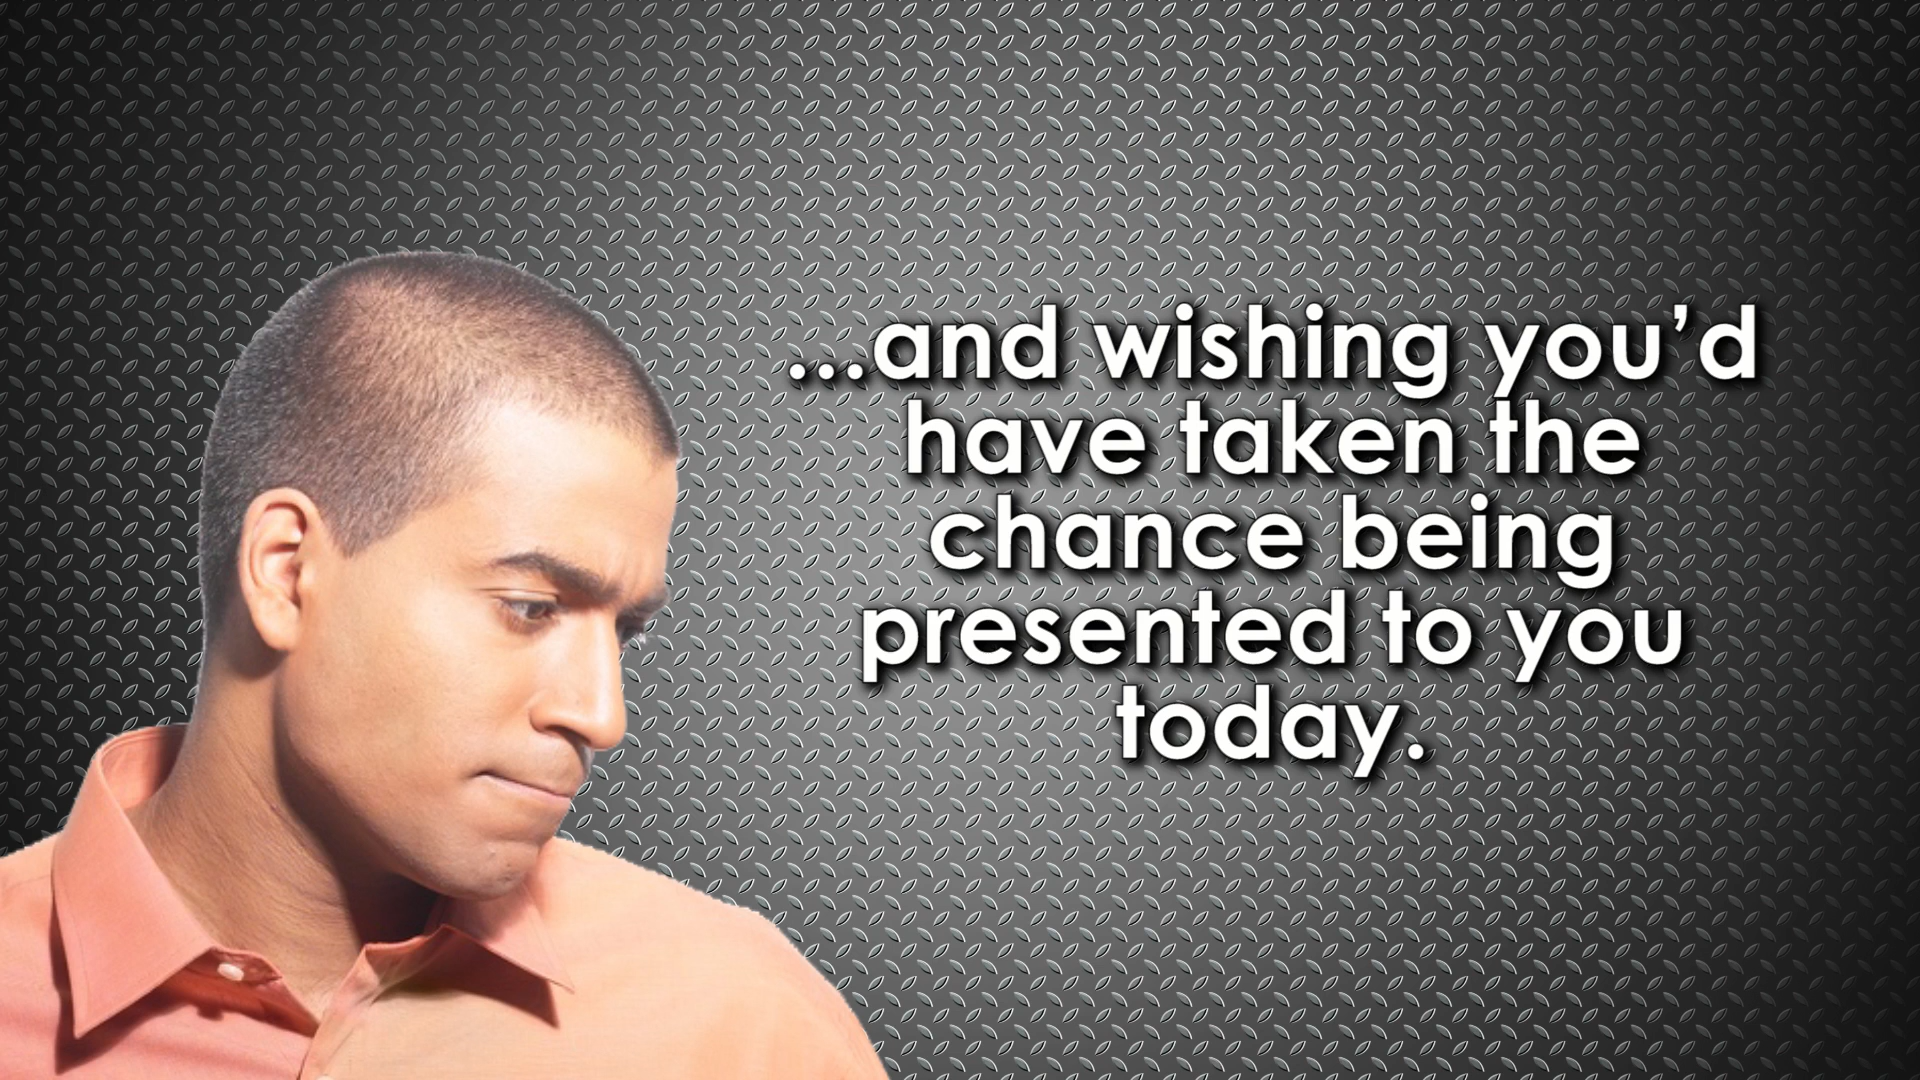 ...and wishing you’d
have taken the
chance being
presented to you
today.